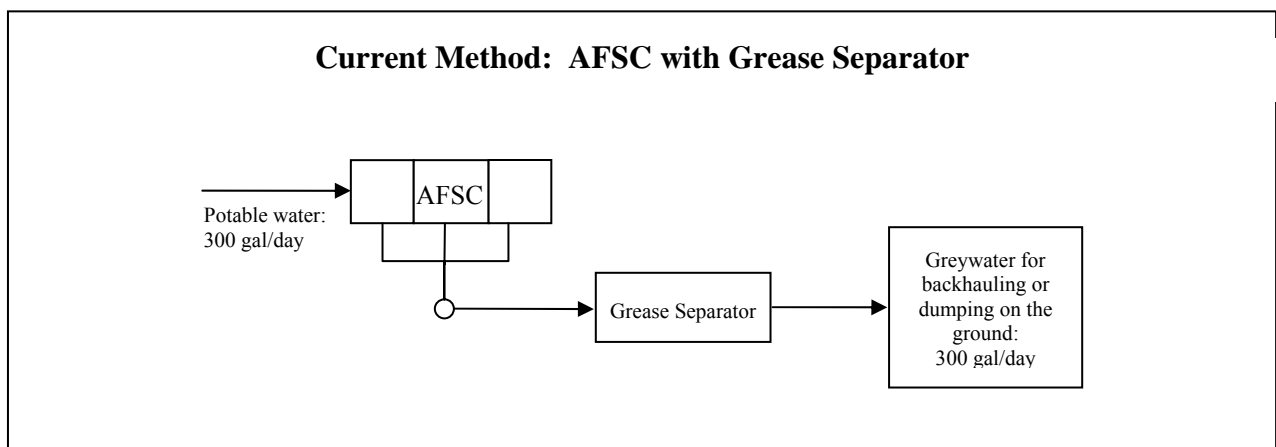 Current Method: AFSC with Grease Separator
AFSC
Potable water:
300 gal/day
Grease Separator
Greywater for
backhauling or
dumping on the
ground:
300 gal/day